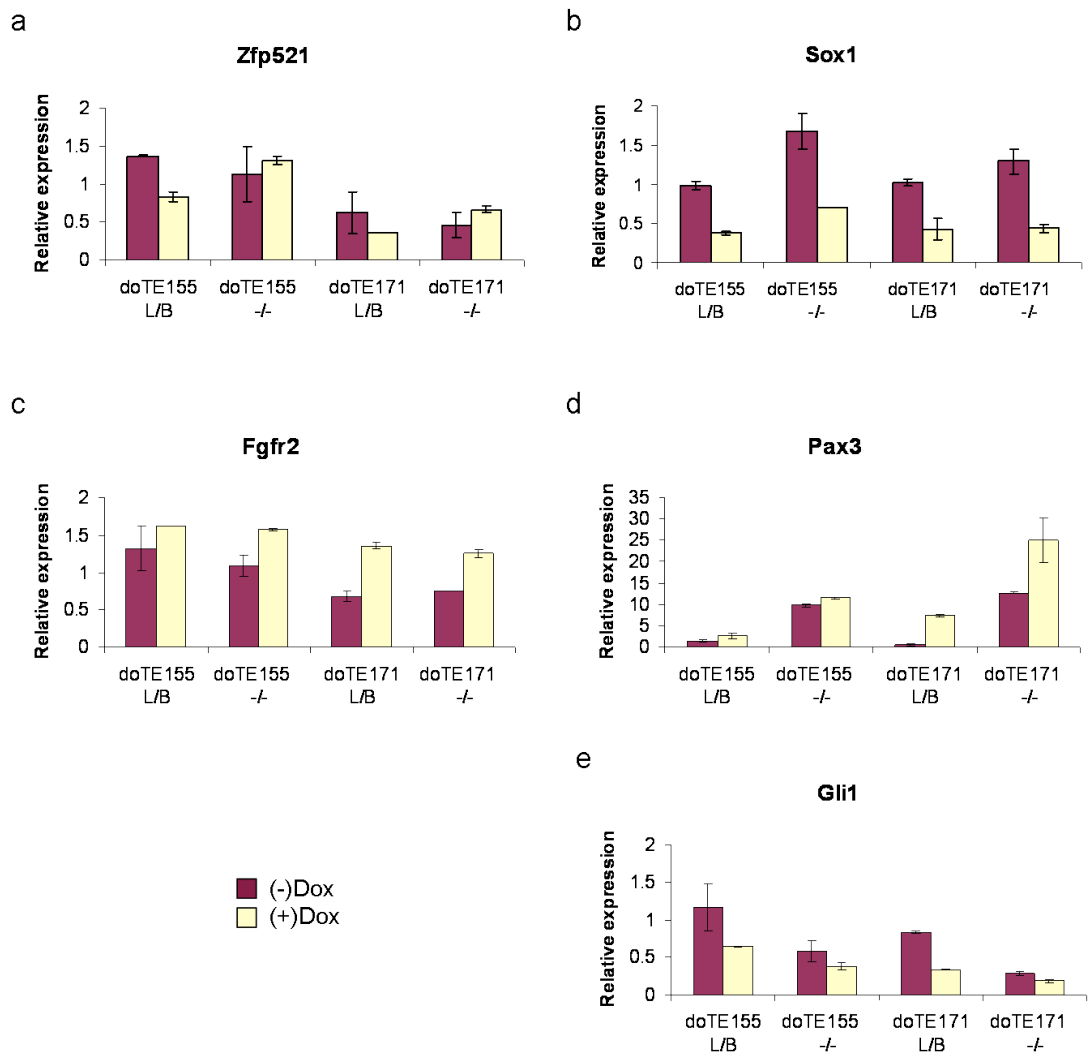 a
Zfp521
Relative expression
2
1.5
1
0.5
0
doTE155 doTE155 doTE171 doTE171
L/B -/- L/B -/-
b
Sox1
Relative expression
2
1.5
1
0.5
0
doTE155 doTE155 doTE171 doTE171
L/B -/- L/B -/-
c
Fgfr2
Relative expression
2
1.5
1
0.5
0
doTE155 doTE155 doTE171 doTE171
L/B -/- L/B -/-
d
Pax3
Relative expression
35
30
25
20
15
10
5
0
doTE155 doTE155 doTE171 doTE171
L/B -/- L/B -/-
(-)Dox
(+)Dox
e
Gli1
Relative expression
2
1.5
1
0.5
0
doTE155 doTE155 doTE171 doTE171
L/B -/- L/B -/-